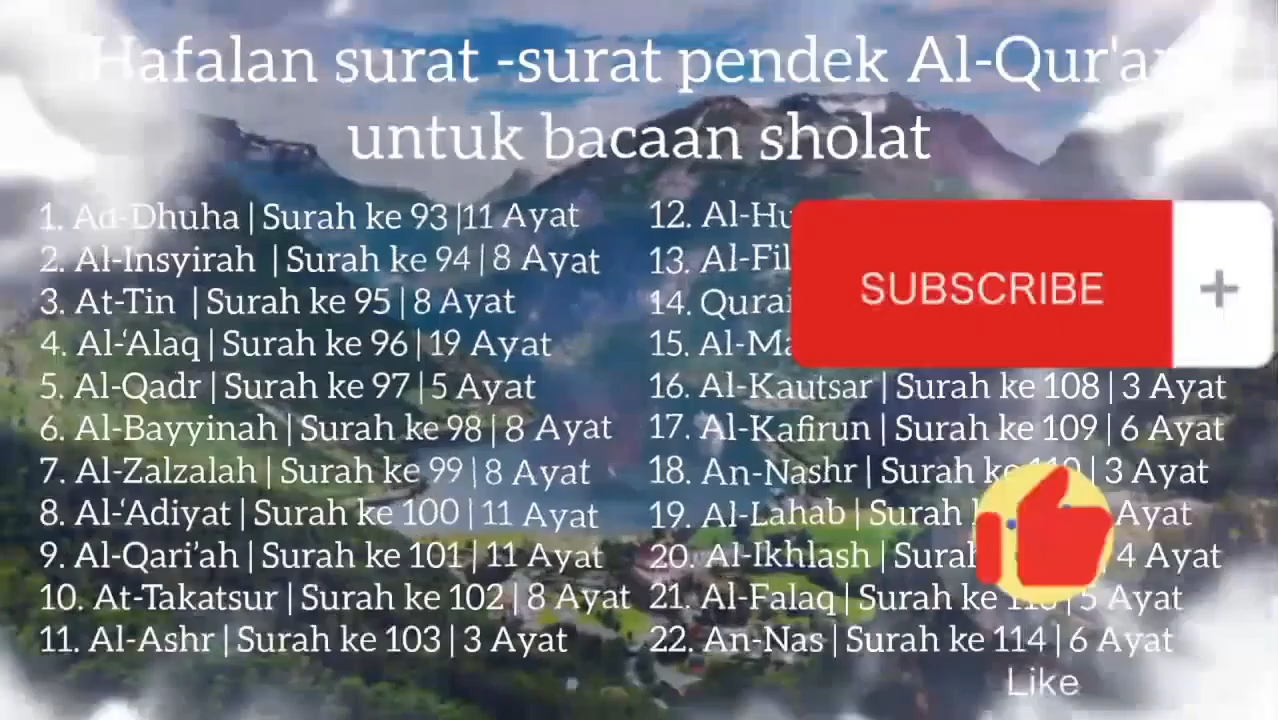 Hafalan surat -surat pendek Al-Qur'an
untuk bacaan sholat
1. Ad-Dhuha | Surah ke 93 |11 Ayat
2. Al-Insyirah | Surah ke 94 | 8 Ayat
3. At-Tin | Surah ke 95 | 8 Ayat
4. Al-‘Alaq | Surah ke 96 | 19 Ayat
5. Al-Qadr | Surah ke 97 | 5 Ayat
6. Al-Bayyinah | Surah ke 98 | 8 Ayat
7. Al-Zalzalah | Surah ke 99 | 8 Ayat
8. Al-‘Adiyat | Surah ke 100 | 11 Ayat
9. Al-Qari’ah | Surah ke 101 | 11 Ayat
10. At-Takatsur | Surah ke 102 | 8 Ayat
11. Al-Ashr | Surah ke 103 | 3 Ayat
12.
13.
14.
15.
16. Al-Kautsar | Surah ke 108 | 3 Ayat
17. Al-Kafirun | Surah ke 109 | 6 Ayat
18. An-Nashr | Surah ke 110 | 3 Ayat
19. Al-Lahab | Surah Ayat
20. Al-Ikhlash | Surah 4 Ayat
21. Al-Falaq | Surah ke 113 | 5 Ayat
22. An-Nas | Surah ke 114 | 6 Ayat
SUBSCRIBE +
Like